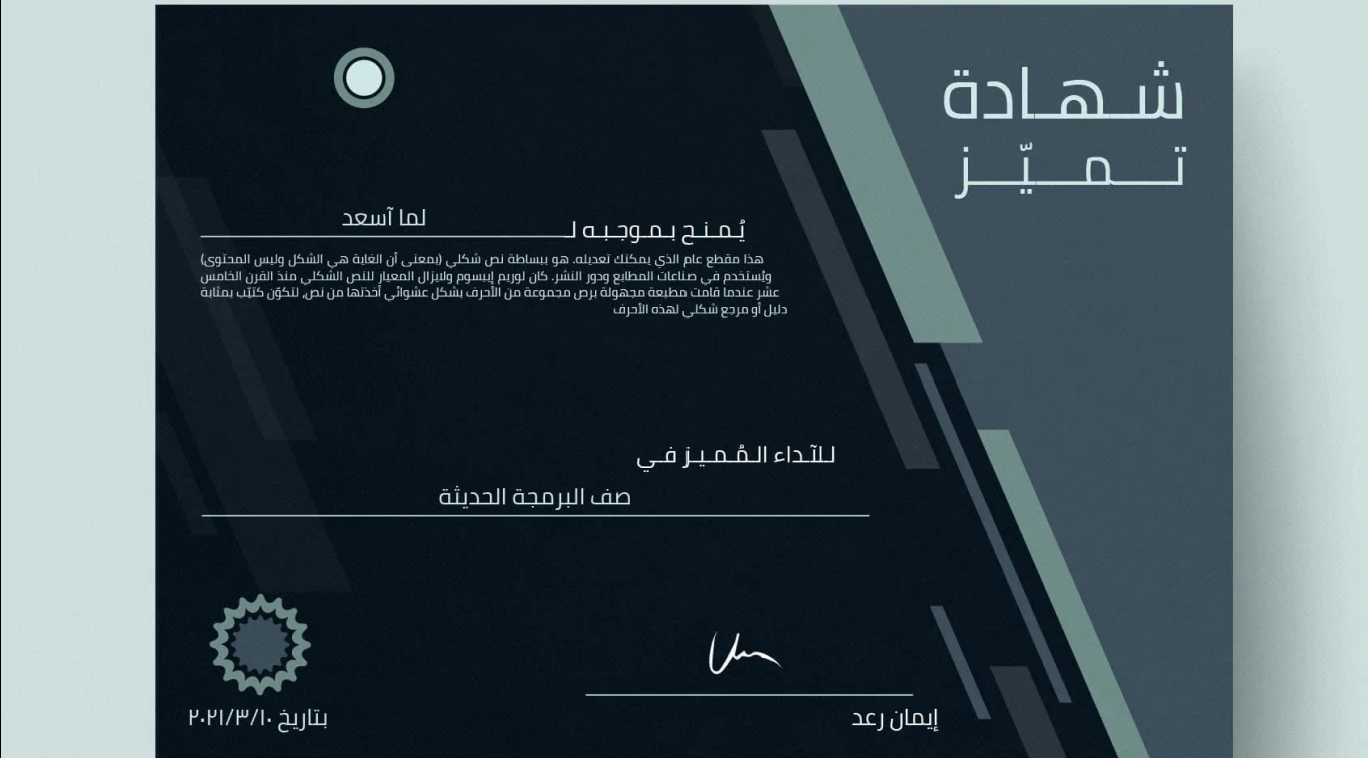 شهادة
تميّز
يُمنح بموجبه لـ لما آسعد
هذا مقطع عام الذي يمكنك تعديله. هو ببساطة نص شكلي (بمعنى أن الغاية هي الشكل وليس المحتوى)
ويُستخدم في صناعات المطابع ودور النشر. كان لوريم إيبسوم ولايزال المعيار للنص الشكلي منذ القرن الخامس
عشر عندما قامت مطبعة مجهولة برص مجموعة من الأحرف بشكل عشوائي أخذتها من نص, لتكوّن كتيّب بمثابة
دليل أو مرجع شكلي لهذه الأحرف
للآداء المُميز في
صف البرمجة الحديثة
إيمان رعد
بتاريخ ٢٠٢١/٣/١٠